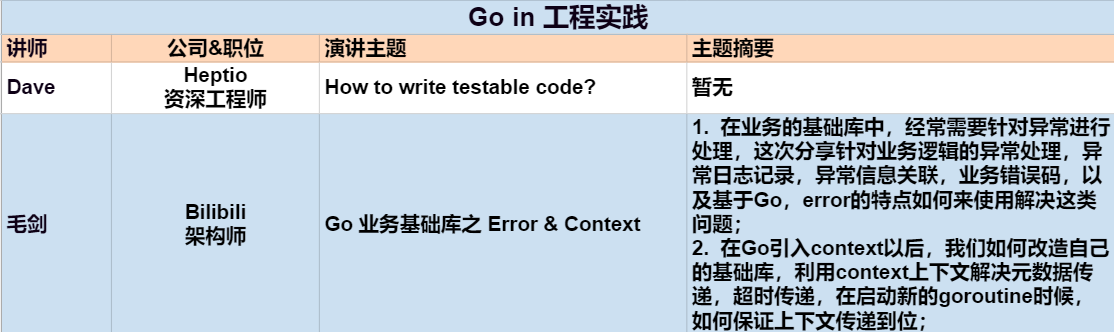 Go in 工程实践
讲师 公司&职位 演讲主题 主题摘要
Dave Heptio How to write testable code? 暂无
资深工程师
毛剑 Bilibili Go 业务基础库之 Error & Context
架构师
1. 在业务的基础库中，经常需要针对异常进行
处理，这次分享针对业务逻辑的异常处理，异
常日志记录，异常信息关联，业务错误码，以
及基于Go，error的特点如何来使用解决这类
问题；
2. 在Go引入context以后，我们如何改造自己
的基础库，利用context上下文解决元数据传
递，超时传递，在启动新的goroutine时候，
如何保证上下文传递到位；